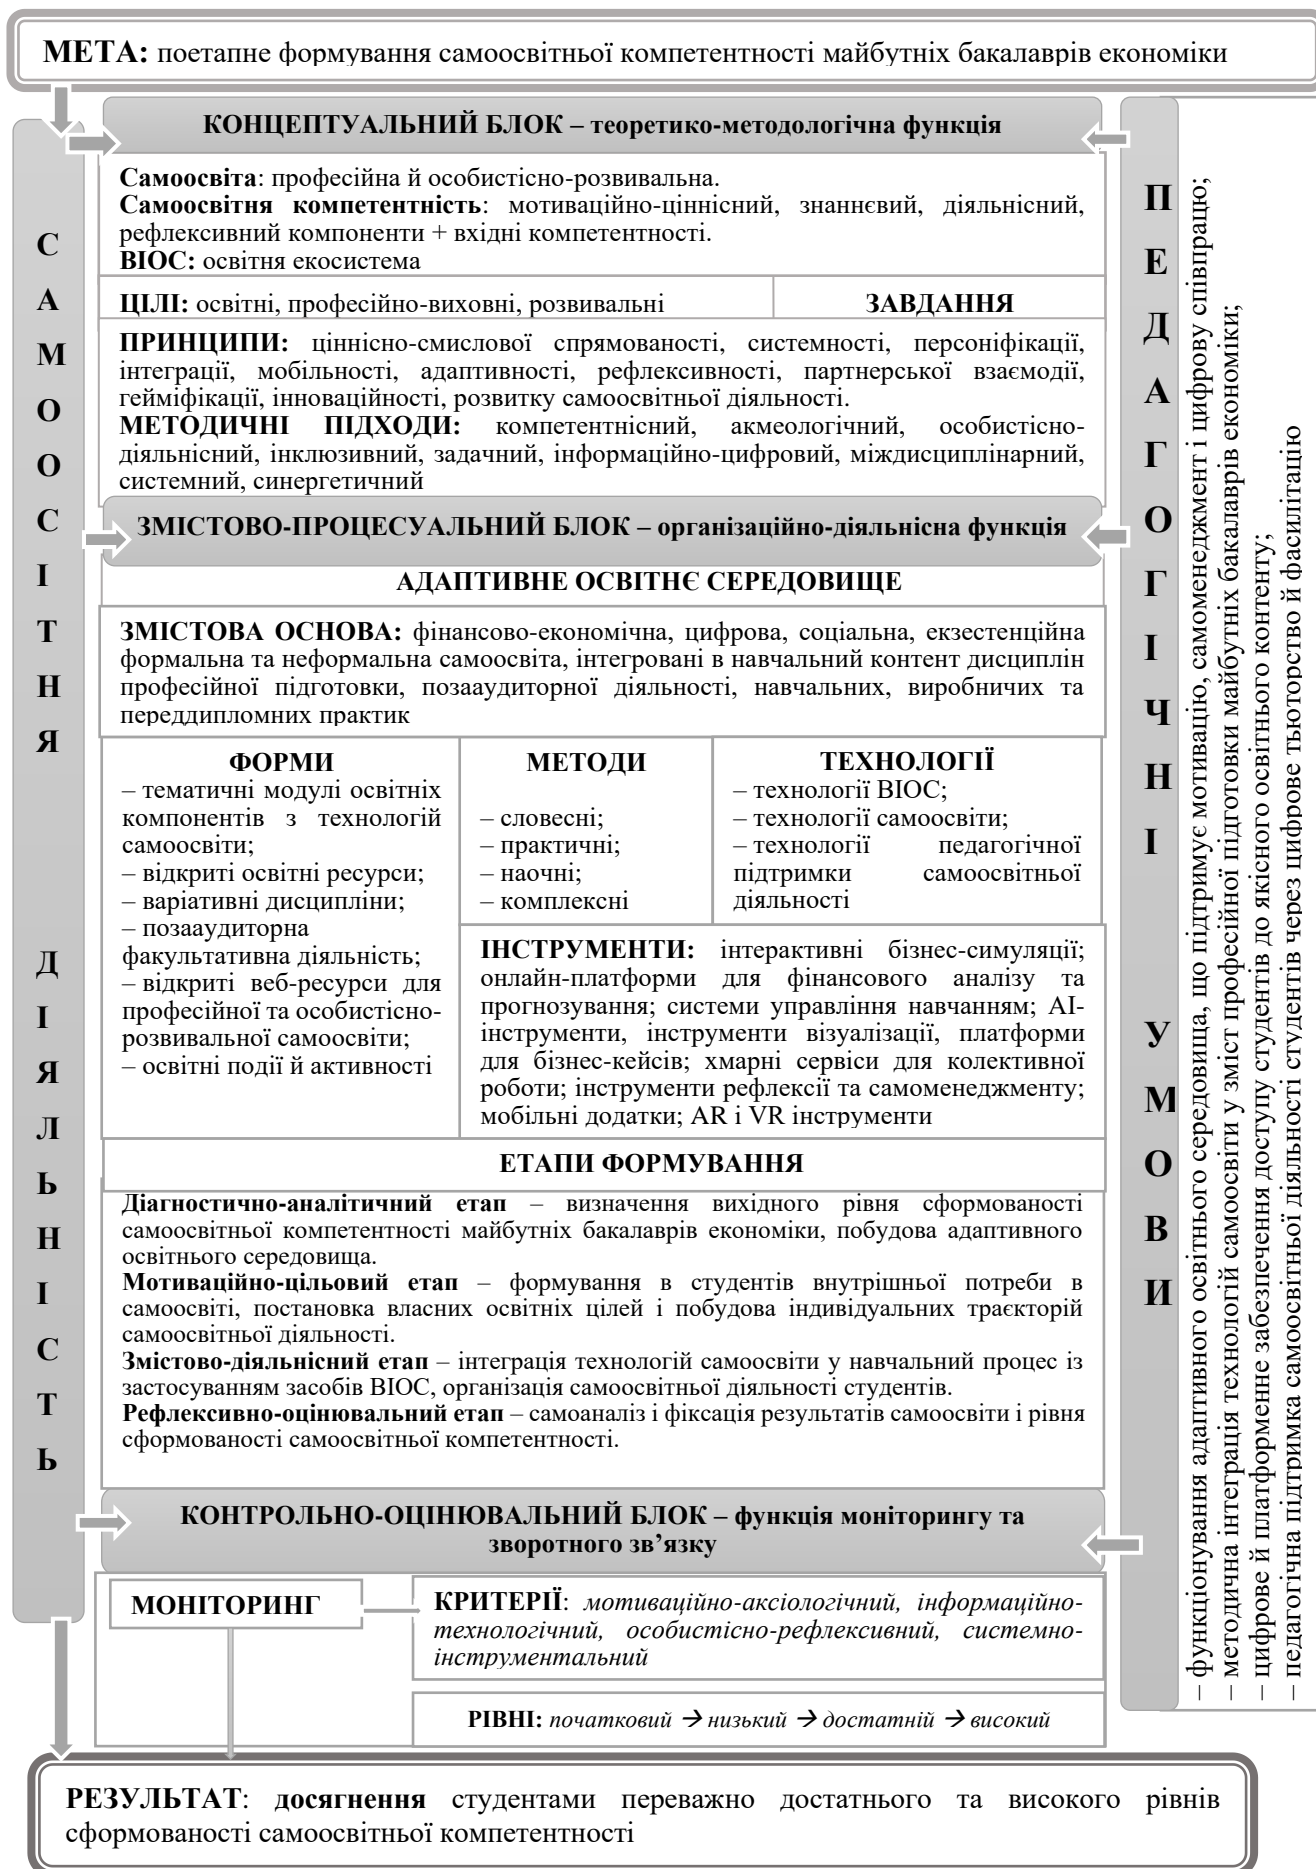 МЕТА: поетапне формування самоосвітньої компетентності майбутніх бакалаврів економіки
КОНЦЕПТУАЛЬНИЙ БЛОК – теоретико-методологічна функція
Самоосвіта: професійна й особистісно-розвивальна.
Самоосвітня компетентність: мотиваційно-ціннісний, знаннєвий, діяльнісний,
рефлексивний компоненти + вхідні компетентності.
ВІОС: освітня екосистема
ЦІЛІ: освітні, професійно-виховні, розвивальні
ЗАВДАННЯ
ПРИНЦИПИ: ціннісно-смислової спрямованості, системності, персоніфікації,
інтеграції, мобільності, адаптивності, рефлексивності, партнерської взаємодії,
гейміфікації, інноваційності, розвитку самоосвітньої діяльності.
МЕТОДИЧНІ ПІДХОДИ: компетентнісний, акмеологічний, особистісно-
діяльнісний, інклюзивний, задачний, інформаційно-цифровий, міждисциплінарний,
системний, синергетичний
ЗМІСТОВО-ПРОЦЕСУАЛЬНИЙ БЛОК – організаційно-діяльнісна функція
АДАПТИВНЕ ОСВІТНЄ СЕРЕДОВИЩЕ
ЗМІСТОВА ОСНОВА: фінансово-економічна, цифрова, соціальна, екзестенційна
формальна та неформальна самоосвіта, інтегровані в навчальний контент дисциплін
професійної підготовки, позааудиторної діяльності, навчальних, виробничих та
переддипломних практик
ФОРМИ
– тематичні модулі освітніх
компонентів з технологій
самоосвіти;
– відкриті освітні ресурси;
– варіативні дисципліни;
– позааудиторна
факультативна діяльність;
– відкриті веб-ресурси для
професійної та особистісно-
розвивальної самоосвіти;
– освітні події й активності
МЕТОДИ
– словесні;
– практичні;
– наочні;
– комплексні
ТЕХНОЛОГІЇ
– технології ВІОС;
– технології самоосвіти;
– технології педагогічної
підтримки самоосвітньої
діяльності
ІНСТРУМЕНТИ: інтерактивні бізнес-симуляції;
онлайн-платформи для фінансового аналізу та
прогнозування; системи управління навчанням; AI-
інструменти, інструменти візуалізації, платформи
для бізнес-кейсів; хмарні сервіси для колективної
роботи; інструменти рефлексії та самоменеджменту;
мобільні додатки; AR і VR інструменти
ЕТАПИ ФОРМУВАННЯ
Діагностично-аналітичний етап – визначення вихідного рівня сформованості
самоосвітньої компетентності майбутніх бакалаврів економіки, побудова адаптивного
освітнього середовища.
Мотиваційно-цільовий етап – формування в студентів внутрішньої потреби в
самоосвіті, постановка власних освітніх цілей і побудова індивідуальних траєкторій
самоосвітньої діяльності.
Змістово-діяльнісний етап – інтеграція технологій самоосвіти у навчальний процес із
застосуванням засобів ВІОС, організація самоосвітньої діяльності студентів.
Рефлексивно-оцінювальний етап – самоаналіз і фіксація результатів самоосвіти і рівня
сформованості самоосвітньої компетентності.
КОНТРОЛЬНО-ОЦІНЮВАЛЬНИЙ БЛОК – функція моніторингу та
зворотного зв’язку
МОНІТОРИНГ
КРИТЕРІЇ: мотиваційно-аксіологічний, інформаційно-
технологічний, особистісно-рефлексивний, системно-
інструментальний
РІВНІ: початковий → низький → достатній → високий
САМООСІТНЯ ДІЯЛЬНІСТЬ
ПЕДАГОГІЧНІ УМОВИ
– функціонування адаптивного освітнього середовища, що підтримує мотивацію, самоменеджмент і цифрову співпрацю;
– методична інтеграція технологій самоосвіти у зміст професійної підготовки майбутніх бакалаврів економіки;
– цифрове й платформенне забезпечення доступу студентів до якісного освітнього контенту;
– педагогічна підтримка самоосвітньої діяльності студентів через цифрове тьюторство й фасилітацію
РЕЗУЛЬТАТ: досягнення студентами переважно достатнього та високого рівнів
сформованості самоосвітньої компетентності